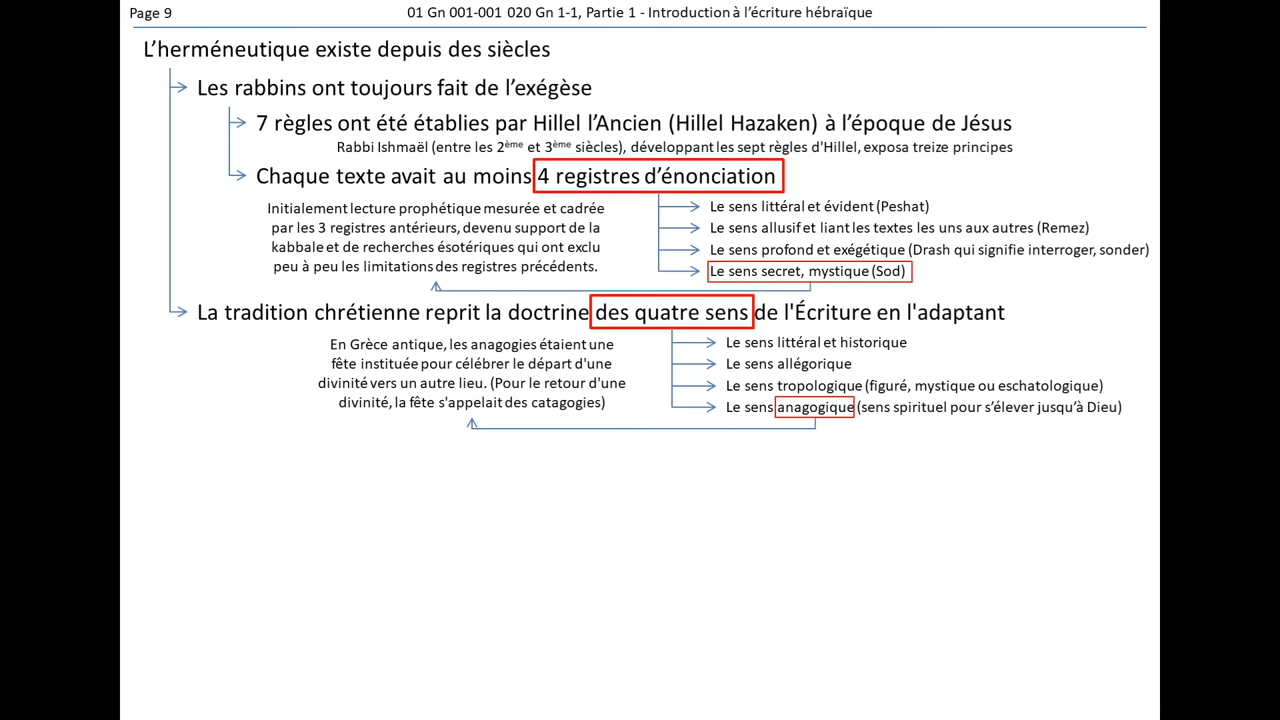 Page 9
01 Gn 001-001 020 Gn 1-1, Partie 1 - Introduction à l’écriture hébraïque
L’herméneutique existe depuis des siècles
Les rabbins ont toujours fait de l’exégèse
7 règles ont été établies par Hillel l’Ancien (Hillel Hazaken) à l’époque de Jésus
Rabbi Ishmaël (entre les 2ème et 3ème siècles), développant les sept règles d'Hillel, exposa treize principes
Chaque texte avait au moins 4 registres d’énonciation
Initialement lecture prophétique mesurée et cadrée
par les 3 registres antérieurs, devenu support de la
kabbale et de recherches ésotériques qui ont exclu
peu à peu les limitations des registres précédents.
Le sens littéral et évident (Peshat)
Le sens allusif et liant les textes les uns aux autres (Remez)
Le sens profond et exégétique (Drash qui signifie interroger, sonder)
Le sens secret, mystique (Sod)
La tradition chrétienne reprit la doctrine des quatre sens de l'Écriture en l'adaptant
En Grèce antique, les anagogies étaient une
fête instituée pour célébrer le départ d'une
divinité vers un autre lieu. (Pour le retour d'une
divinité, la fête s'appelait des catagogies)
Le sens littéral et historique
Le sens allégorique
Le sens tropologique (figuré, mystique ou eschatologique)
Le sens anagogique (sens spirituel pour s’élever jusqu’à Dieu)